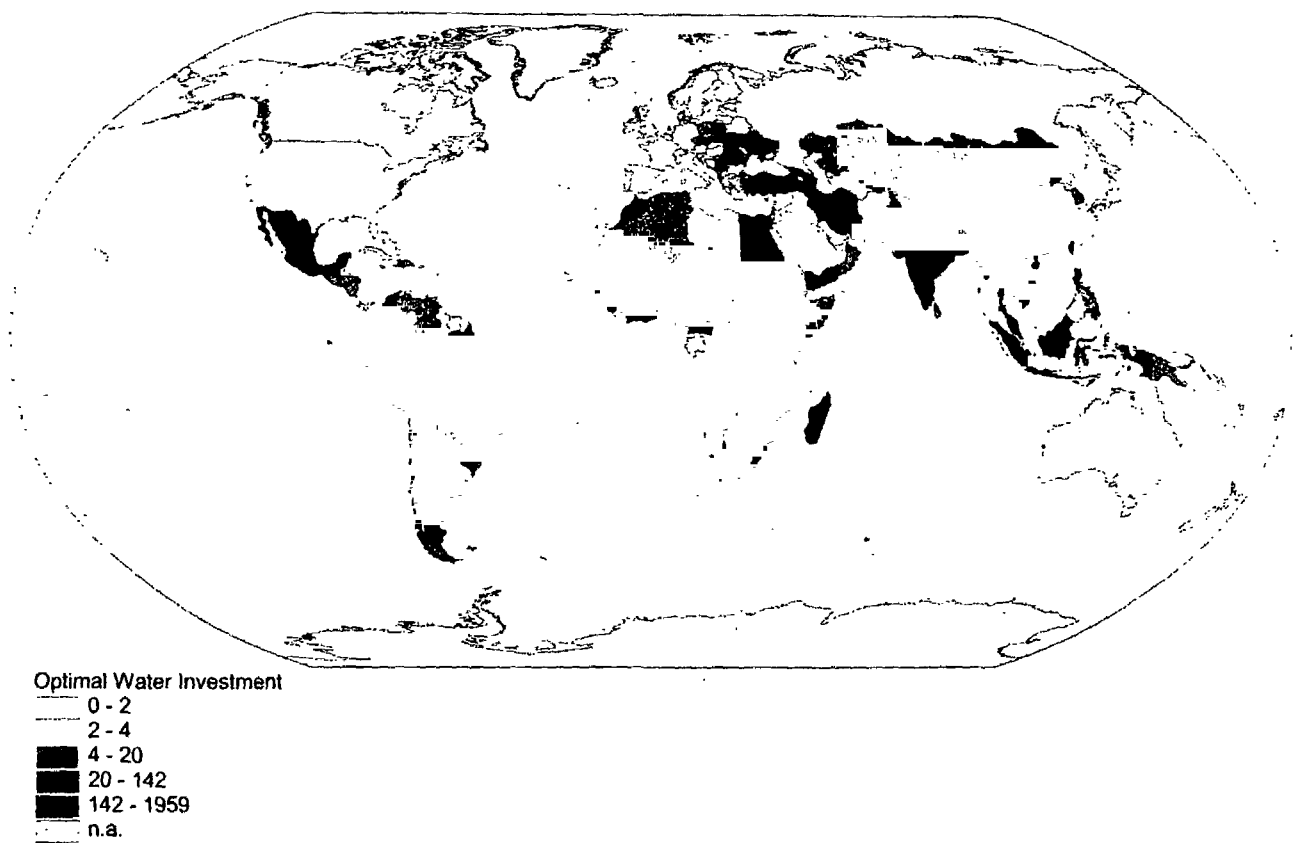 Optimal Water Investment
0 - 2
2 - 4
4 - 20
20 - 142
142 - 1959
n.a.